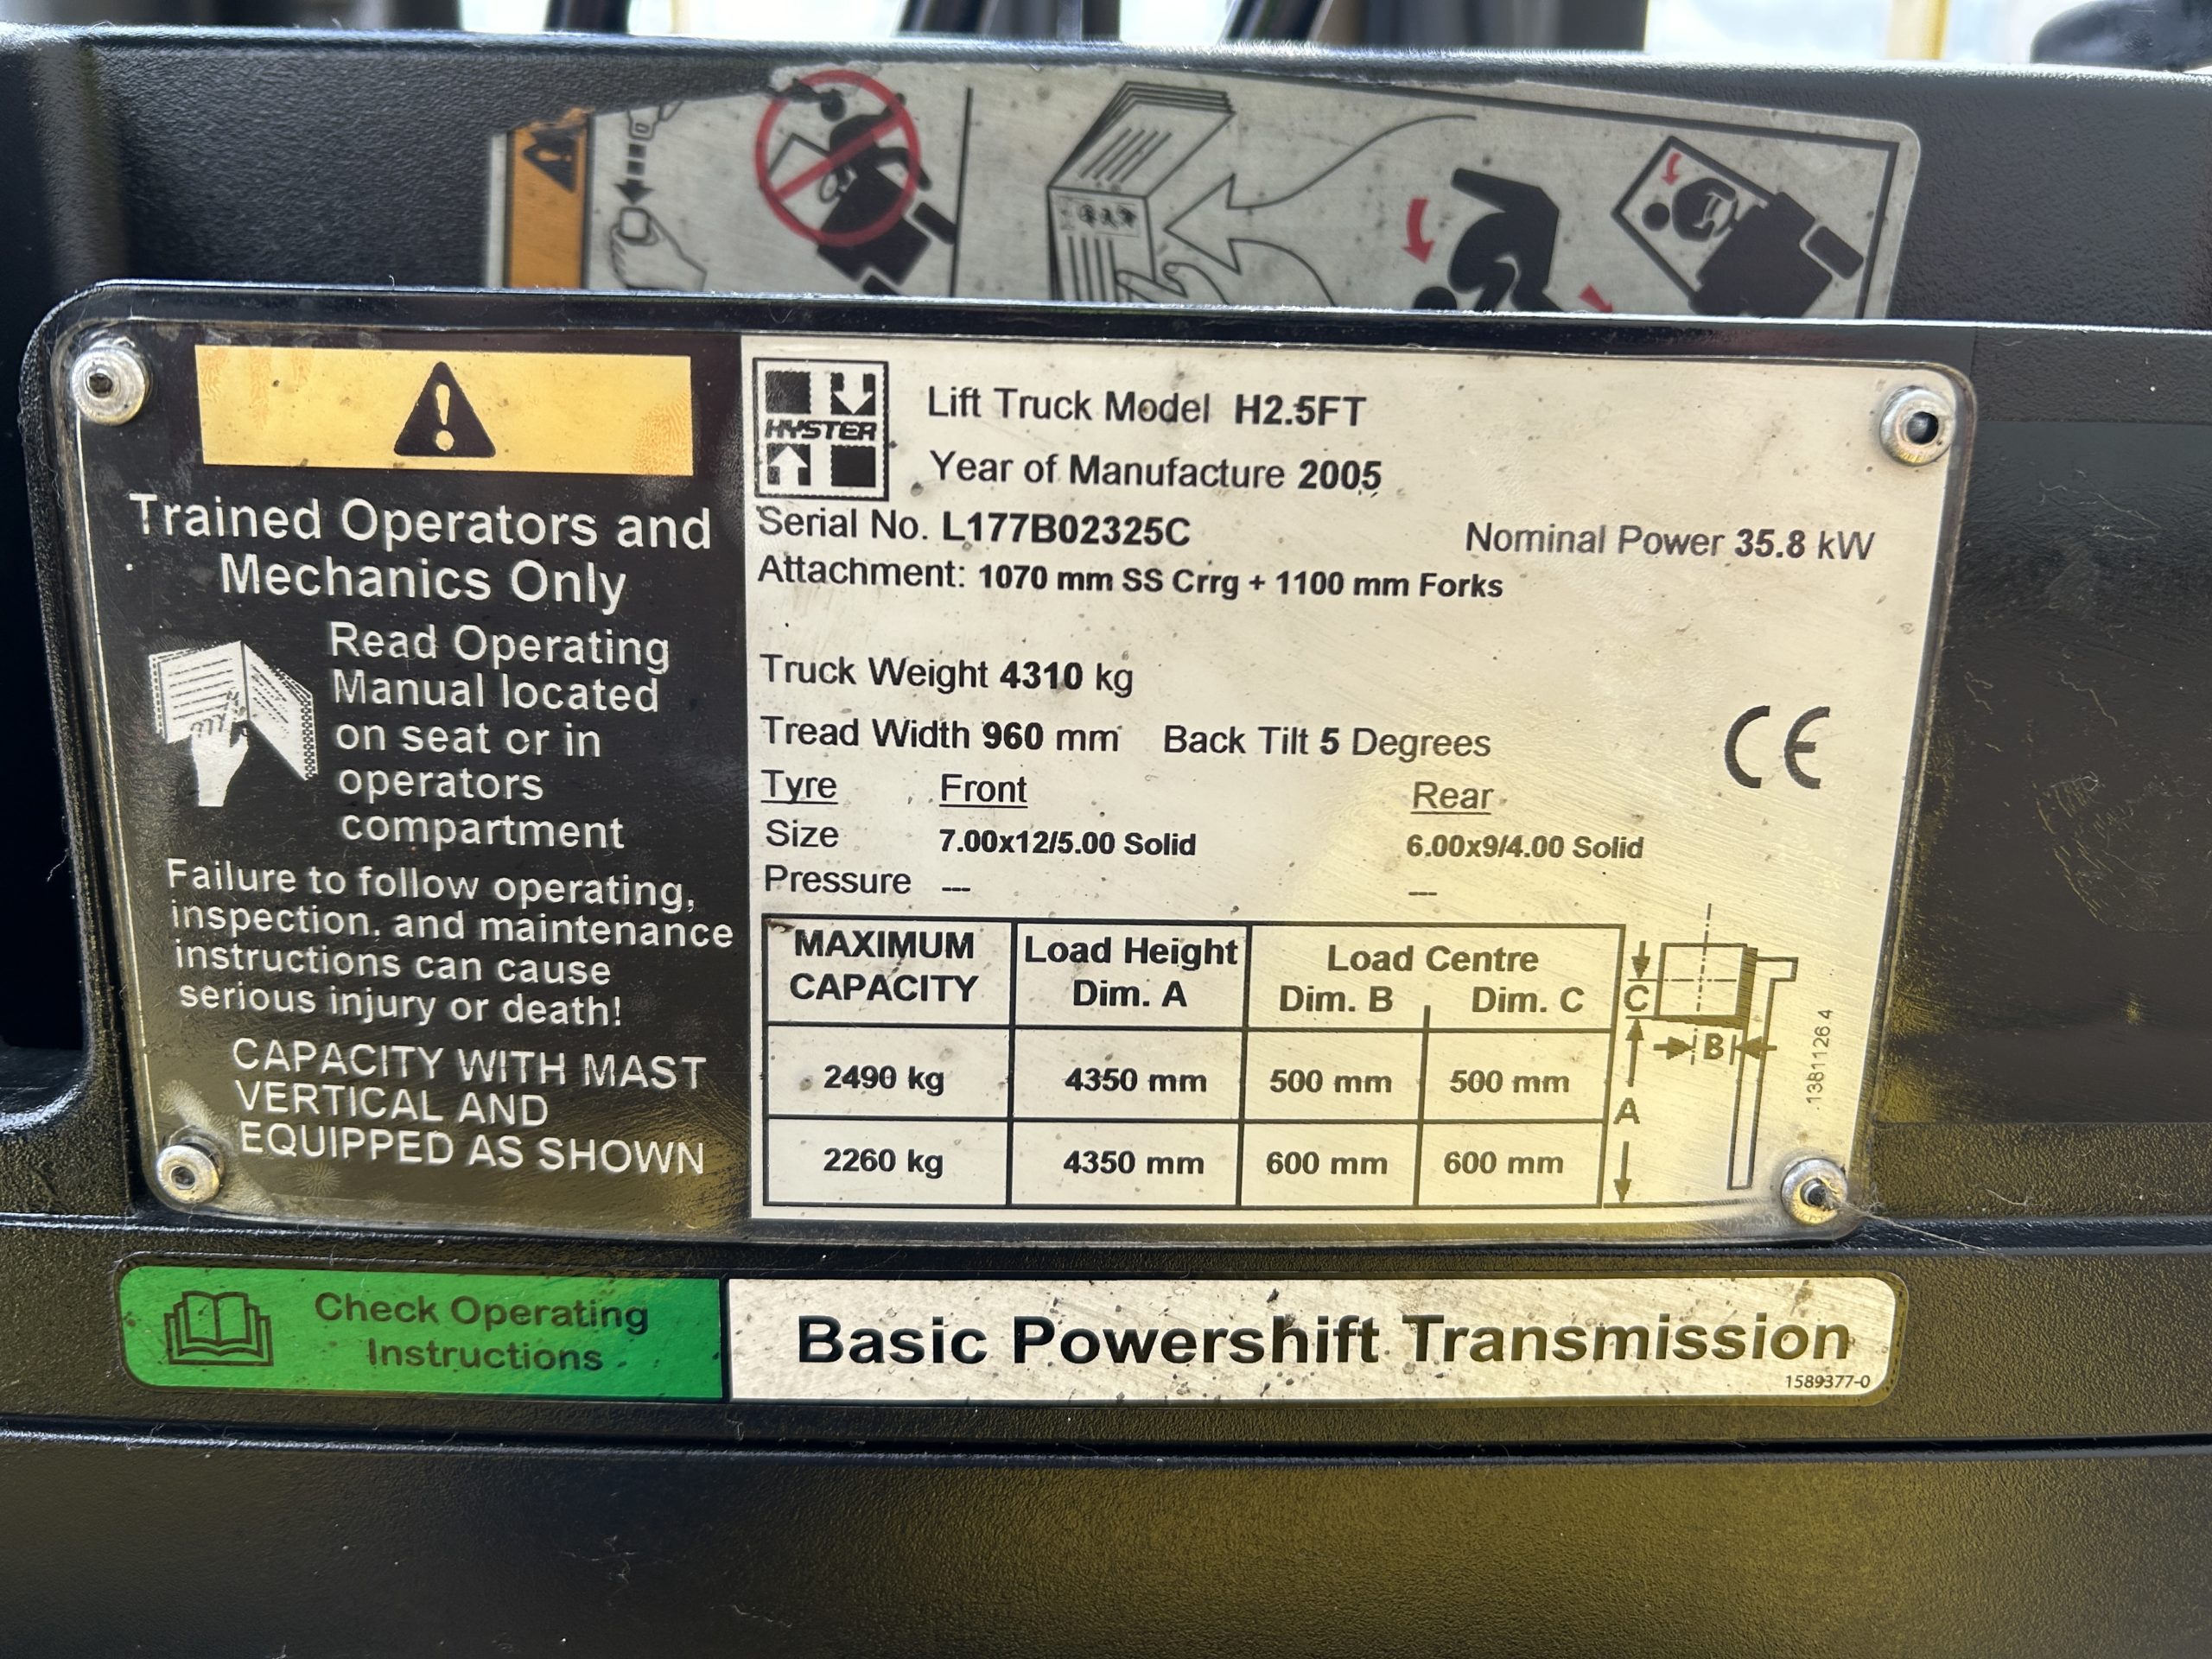 Trained Operators and
Mechanics Only
Read Operating
Manual located
on seat or in
operators
compartment
Failure to follow operating,
inspection. and maintenance
instructions can cause
serious injury or death!
CAPACITY WITH MAST
VERTICAL AND
EQUIPPED AS SHOWN
HYSTER
Lift Truck Model H2.5FT
Year of Manufacture 2005
Serial No. L177B02325C Nominal Power 35.8 kW
Attachment: 1070 mm SS Crrg + 1100 mm Forks
Truck Weight 4310 kg
Tread Width 960 mm Back Tilt 5 Degrees
CE
Tyre Front Rear
Size 7.00x12/5.00 Solid 6.00x9/4.00 Solid
Pressure --- ---
MAXIMUM CAPACITY Load Height Dim. A Load Centre Dim. B Dim. C
2490 kg 4350 mm 500 mm 500 mm
2260 kg 4350 mm 600 mm 600 mm
C
B
A
1381126 4
Check Operating
Instructions
Basic Powershift Transmission
1589377-0